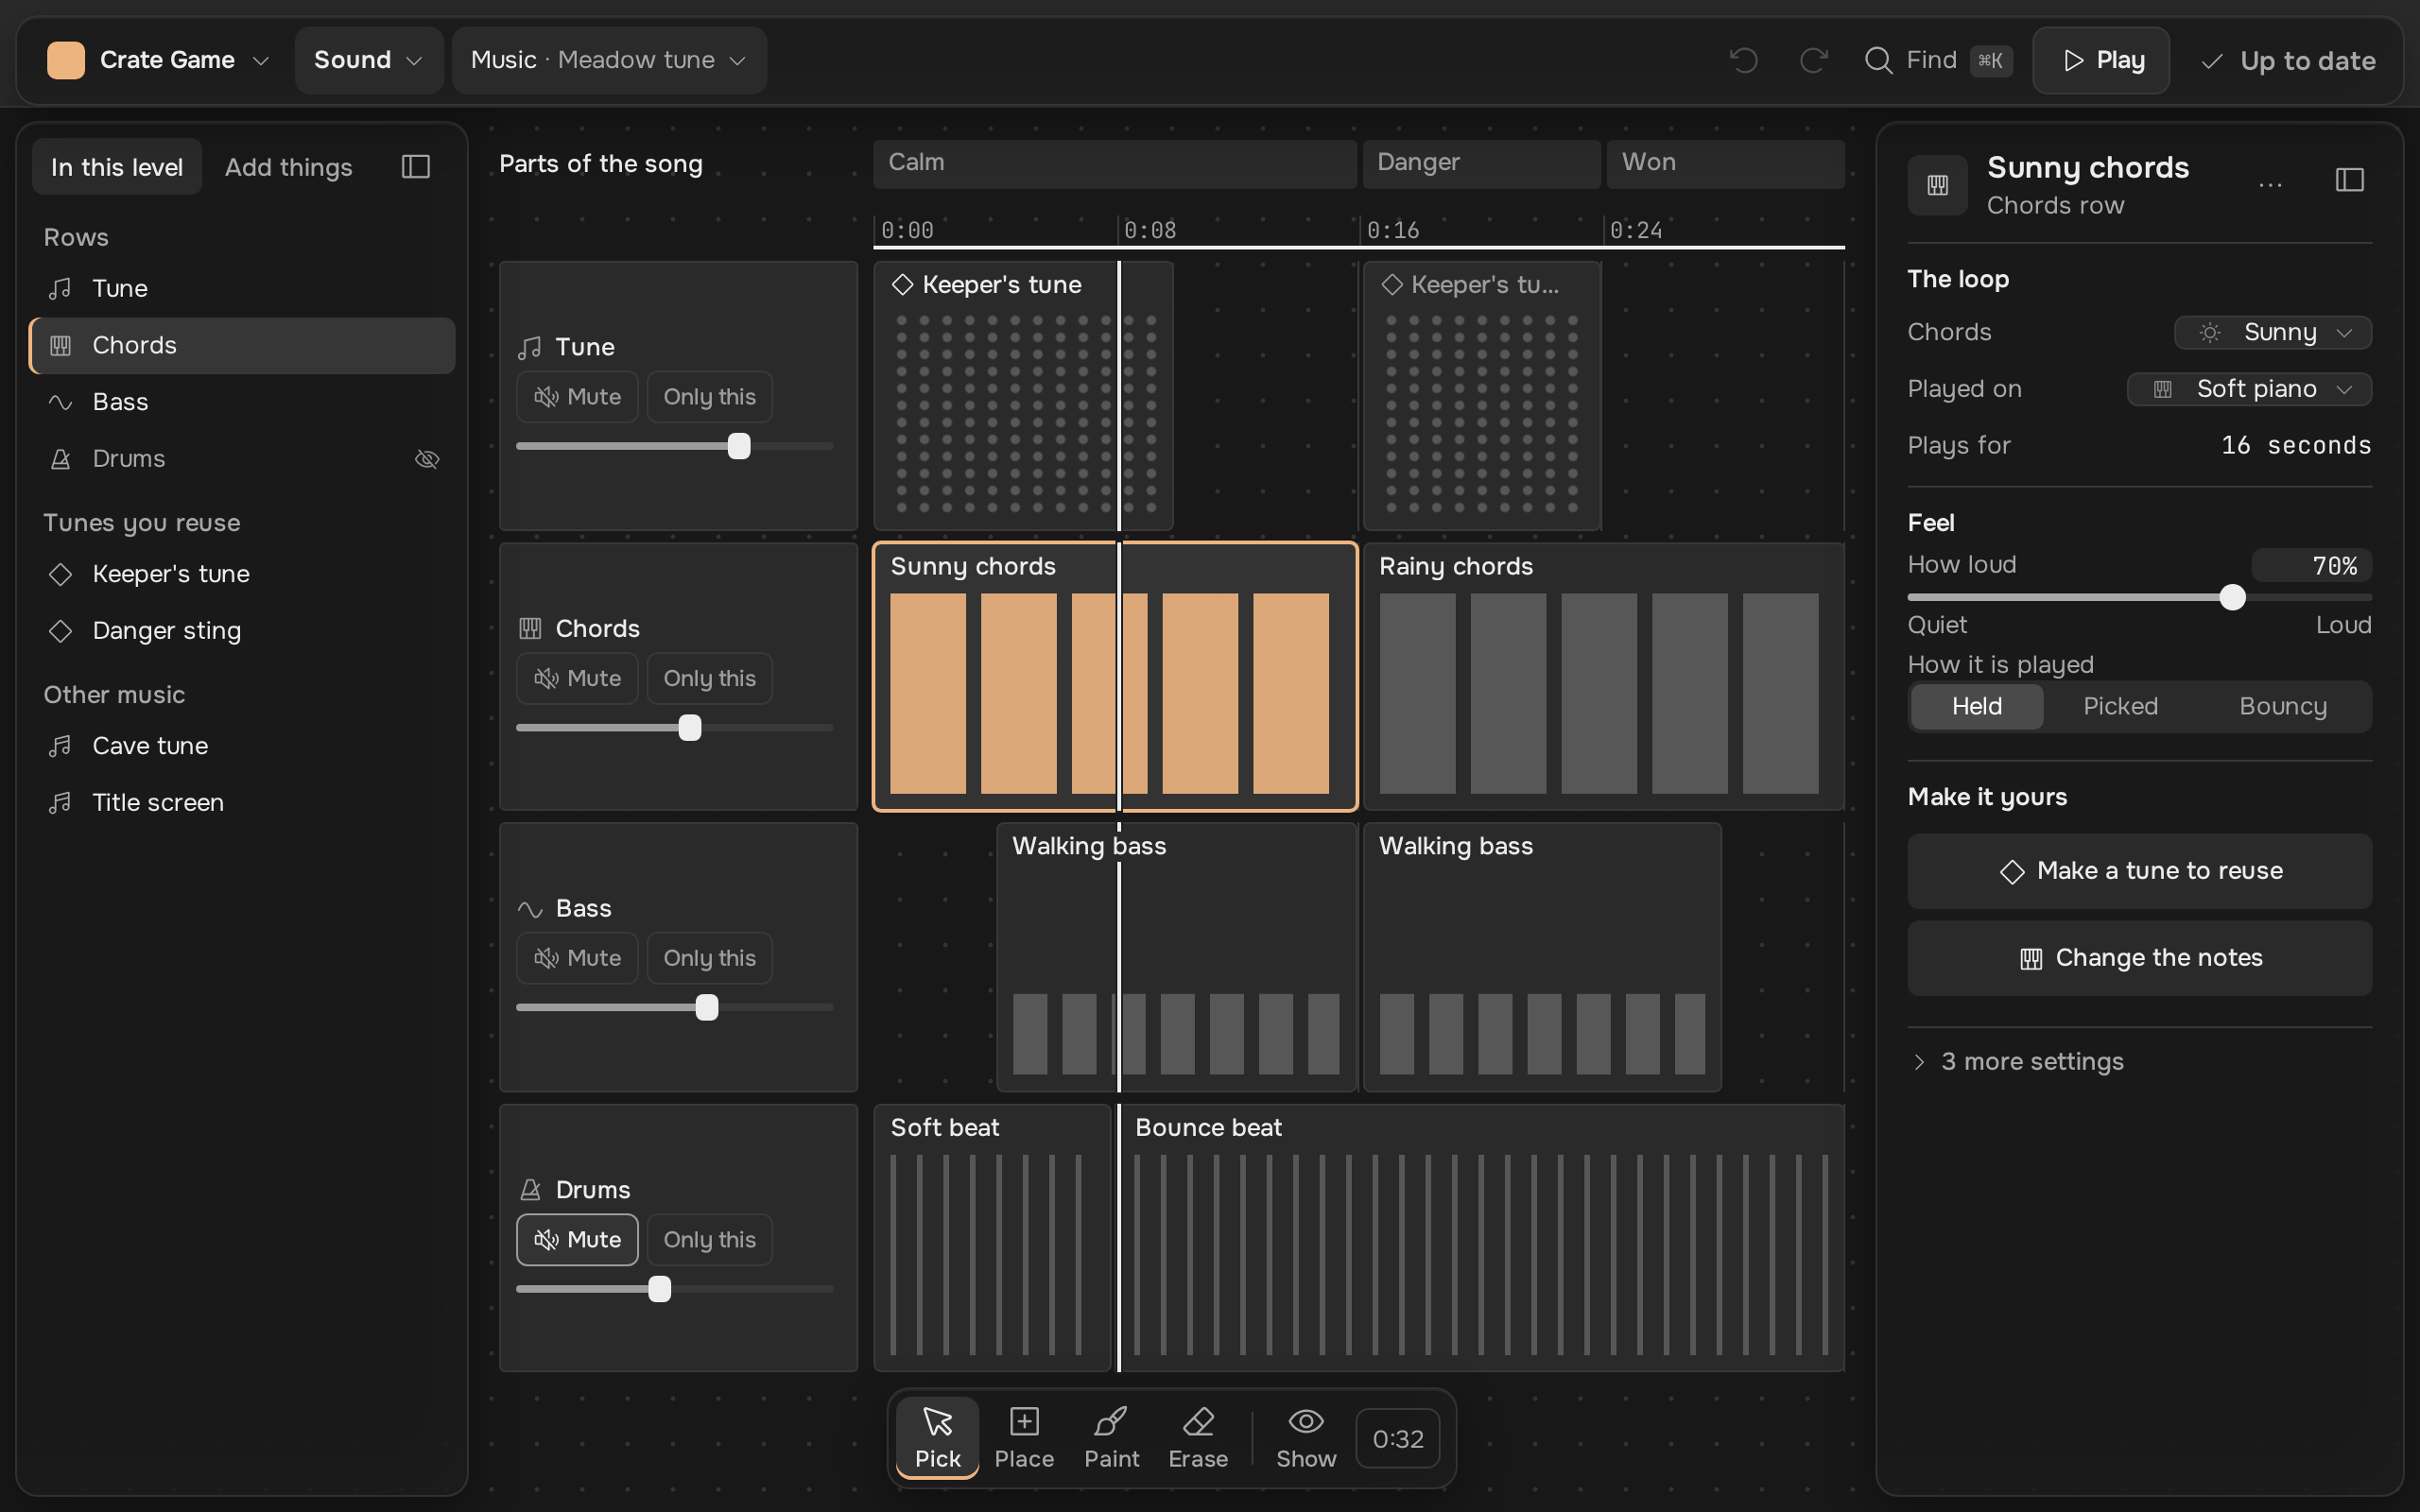 Crate Game
Sound
Music · Meadow tune
Find ⌘K
Play
Up to date
In this level
Add things
Rows
Tune
Chords
Bass
Drums
Tunes you reuse
Keeper's tune
Danger sting
Other music
Cave tune
Title screen
Parts of the song
Calm
Danger
Won
0:00
0:08
0:16
0:24
Tune
Mute
Only this
Keeper's tune
Keeper's tu...
Chords
Mute
Only this
Sunny chords
Rainy chords
Bass
Mute
Only this
Walking bass
Walking bass
Drums
Mute
Only this
Soft beat
Bounce beat
Pick
Place
Paint
Erase
Show
0:32
Sunny chords
Chords row
The loop
Chords
Sunny
Played on
Soft piano
Plays for
16 seconds
Feel
How loud
70%
Quiet
Loud
How it is played
Held
Picked
Bouncy
Make it yours
Make a tune to reuse
Change the notes
3 more settings